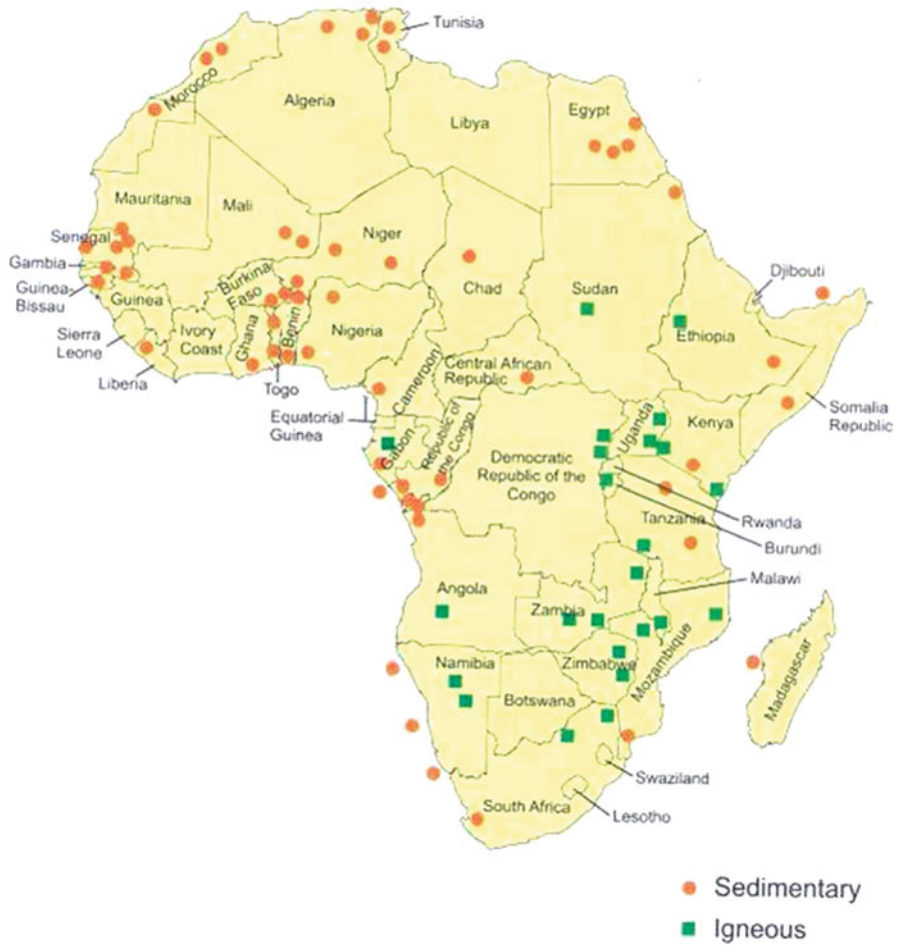 Tunisia
Morocco
Algeria
Libya
Egypt
Mauritania
Mali
Niger
Senegal
Gambia
Guinea
Bissau
Guinea
Burkina
Faso
Chad
Sudan
Djibouti
Ethiopia
Sierra
Leone
Ivory
Coast
Ghana
Benin
Nigeria
Liberia
Togo
Cameroon
Central African
Republic
Equatorial
Guinea
Gabon
Republic of
the Congo
Democratic
Republic of the
Congo
Uganda
Kenya
Somalia
Republic
Tanzania
Rwanda
Burundi
Malawi
Angola
Zambia
Mozambique
Madagascar
Namibia
Zimbabwe
Botswana
Swaziland
South Africa
Lesotho
Sedimentary
Igneous